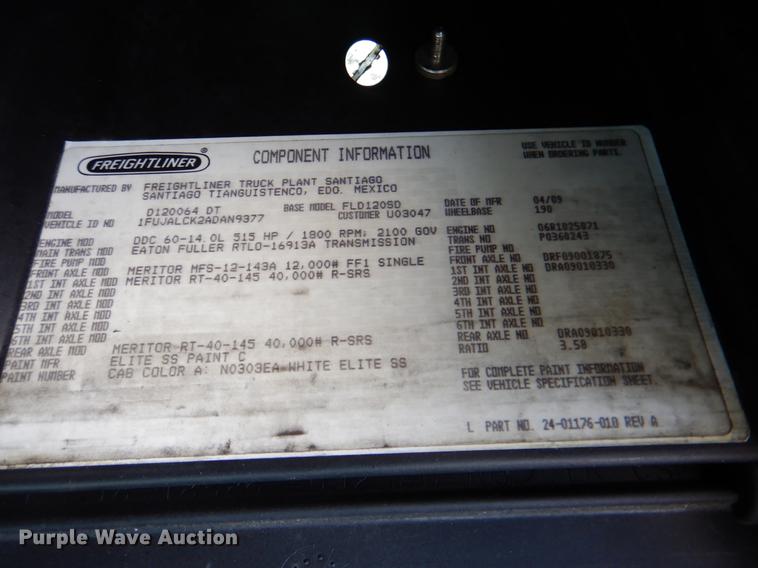 FREIGHTLINER ® COMPONENT INFORMATION USE VEHICLE ID NUMBER
WHEN ORDERING PARTS.
MANUFACTURED BY FREIGHTLINER TRUCK PLANT SANTIAGO
SANTIAGO TIANGUISTENCO, EDO. MEXICO
MODEL D120064 DT BASE MODEL FLD120SD DATE OF MFR 04/09
VEHICLE ID NO 1FUJALCK2ADAN9377 CUSTOMER U03047 WHEELBASE 190
ENGINE MOD DDC 60-14.0L 515 HP / 1800 RPM; 2100 GOV ENGINE NO 06R1025871
MAIN TRANS MOD EATON FULLER RTLO-16913A TRANSMISSION TRANS NO P0360243
FIRE PUMP MOD FIRE PUMP NO
FRONT AXLE MOD MERITOR MFS-12-143A 12,000# FF1 SINGLE FRONT AXLE NO DRF09001875
1ST INT AXLE MOD MERITOR RT-40-145 40,000# R-SRS 1ST INT AXLE NO DRA09010330
2ND INT AXLE MOD 2ND INT AXLE NO
3RD INT AXLE MOD 3RD INT AXLE NO
4TH INT AXLE MOD 4TH INT AXLE NO
5TH INT AXLE MOD 5TH INT AXLE NO
6TH INT AXLE MOD 6TH INT AXLE NO
REAR AXLE MOD MERITOR RT-40-145 40,000# R-SRS REAR AXLE NO DRA09010330
PAINT MFR ELITE SS PAINT C RATIO 3.58
PAINT NUMBER CAB COLOR A: N0303EA WHITE ELITE SS
FOR COMPLETE PAINT INFORMATION
SEE VEHICLE SPECIFICATION SHEET.
L PART NO. 24-01176-010 REV A
Purple Wave Auction